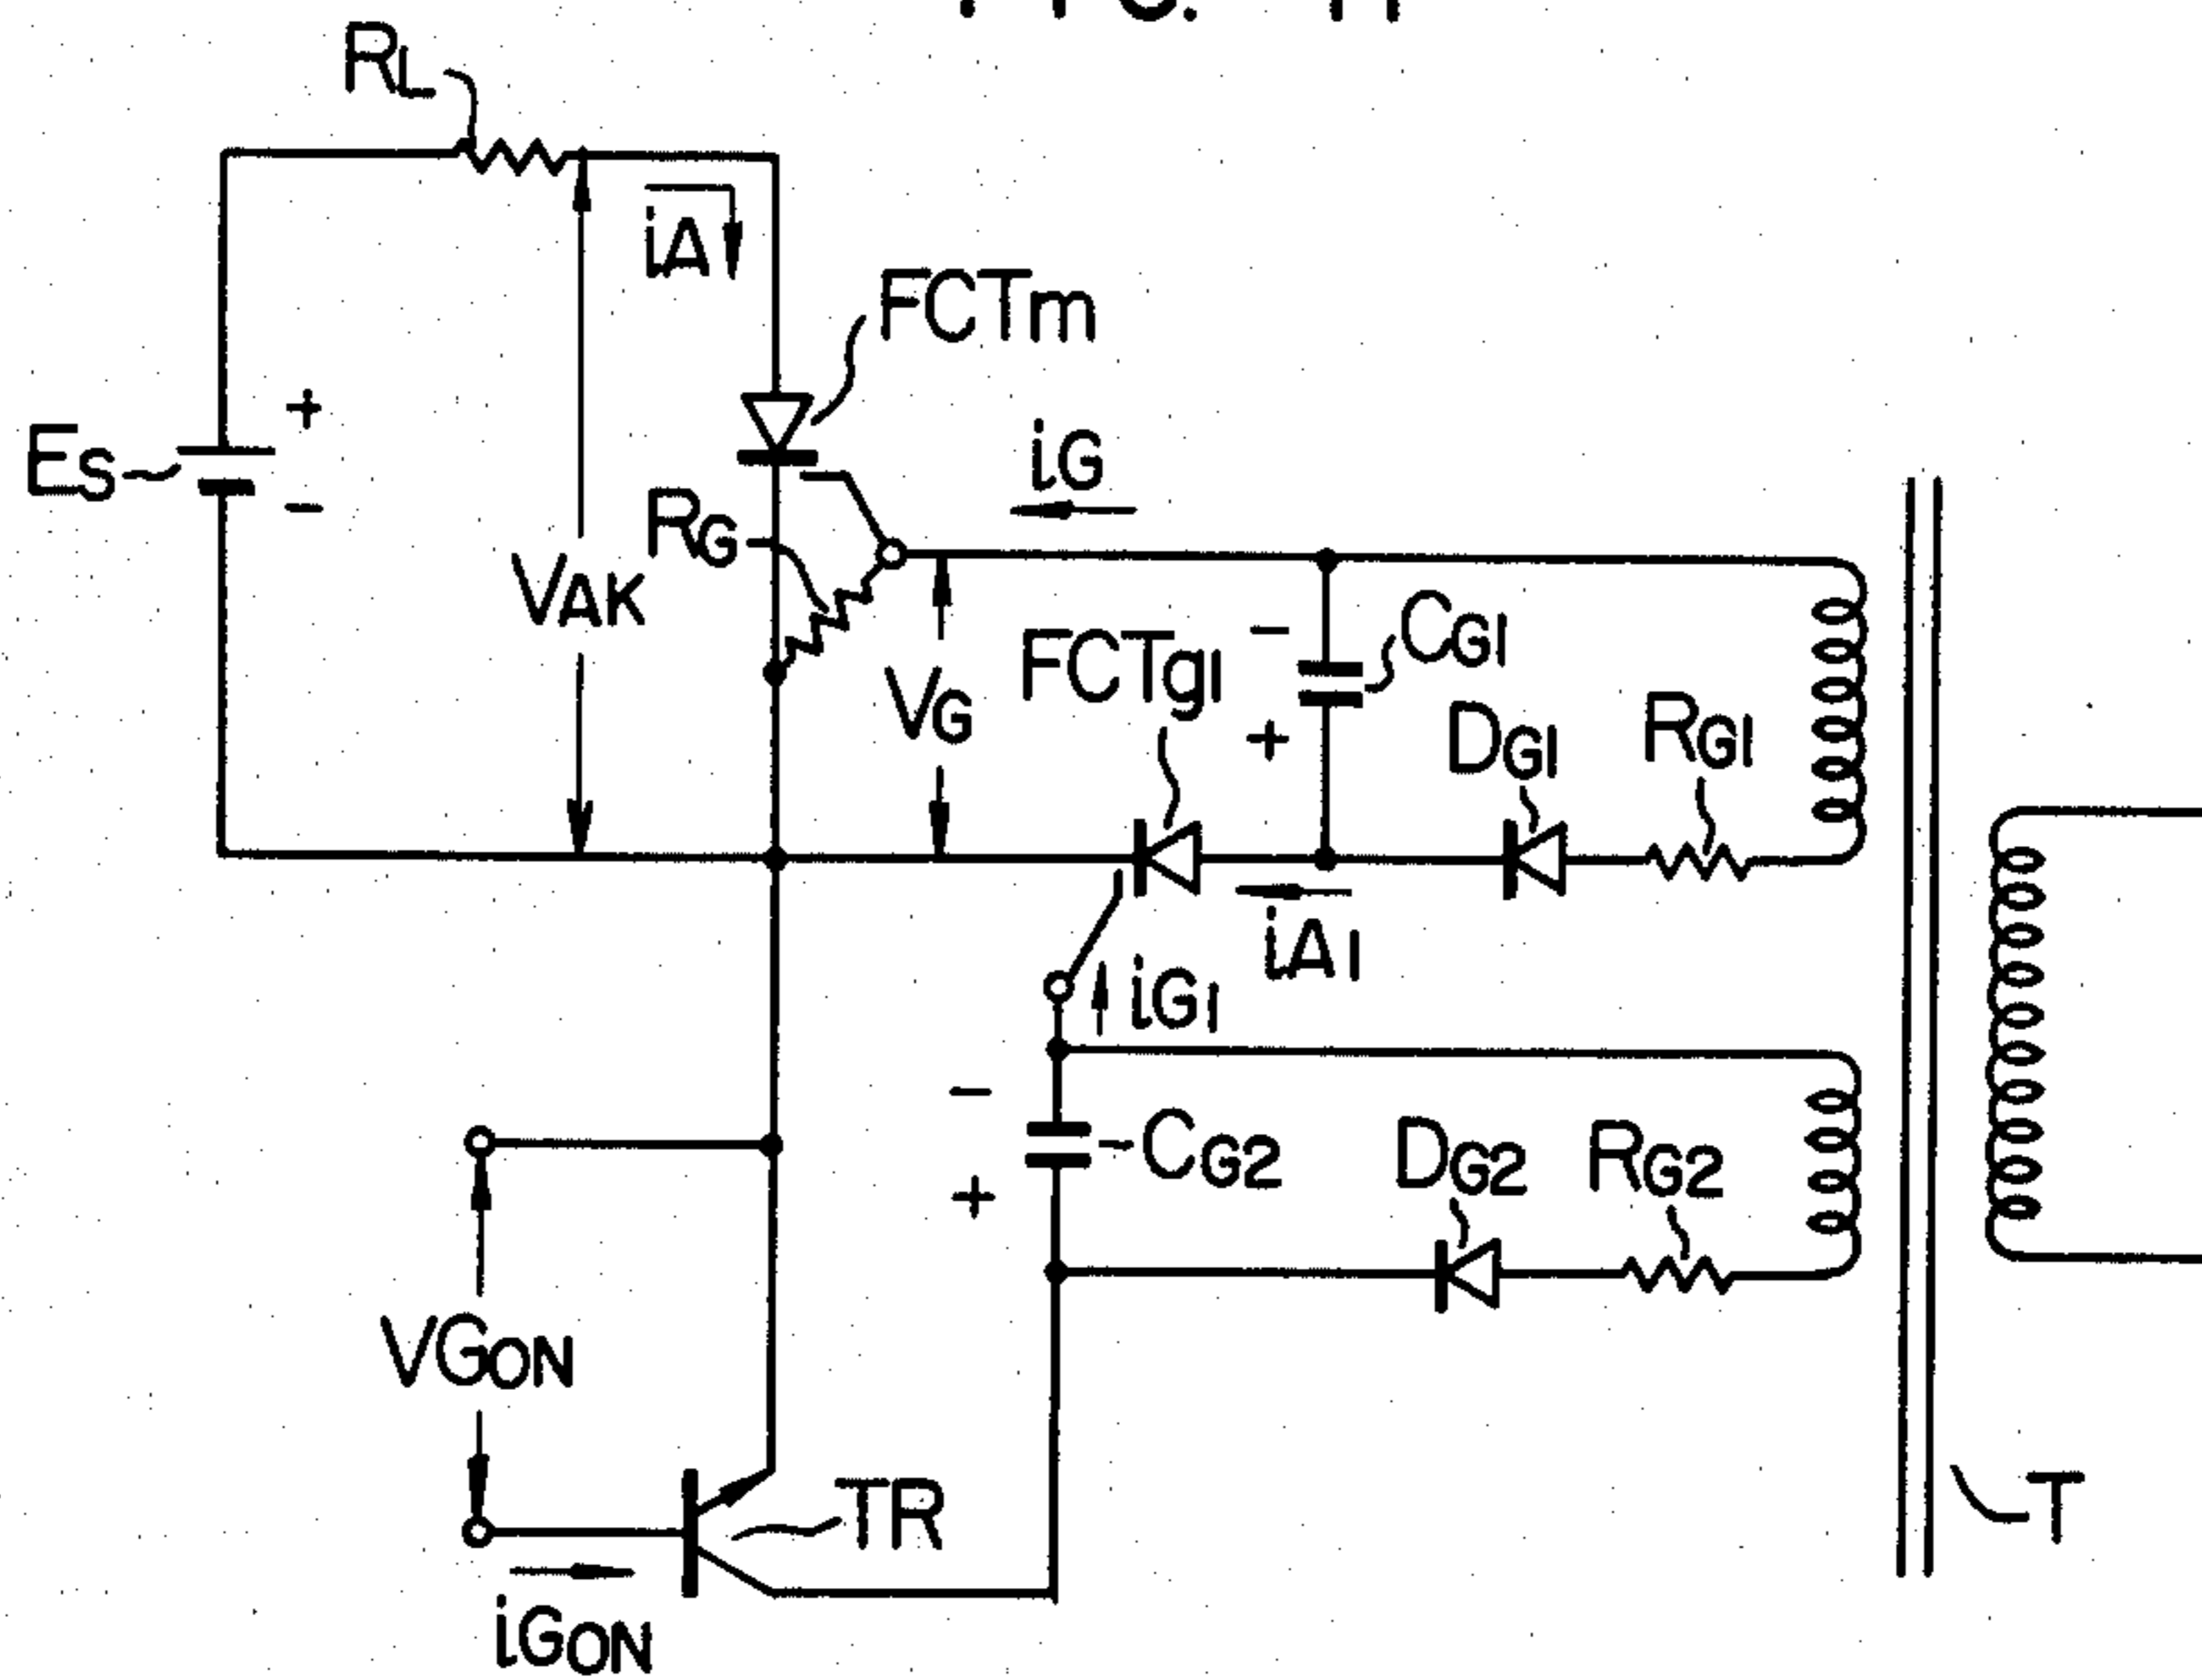 RL
iA
FCTm
+
ES
-
iG
RG
VAK
-
CG1
FCTg1
VG
DG1
RG1
+
iA1
iG1
-
CG2
DG2
RG2
+
VGON
TR
T
iGON